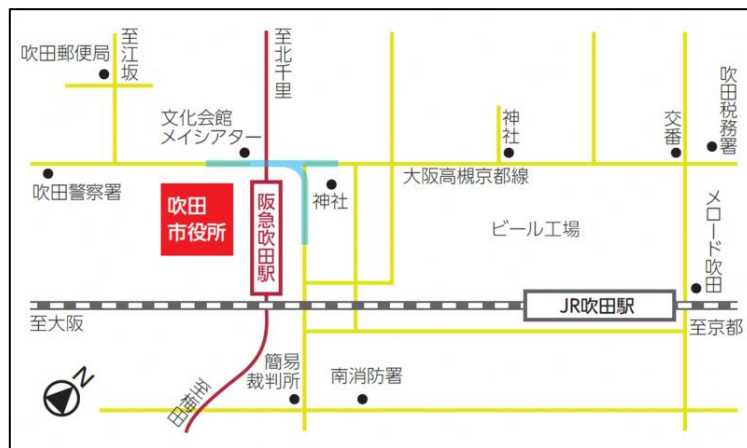 吹田郵便局
至江坂
至北千里
文化会館
メイシアター
神社
交番
吹田税務署
吹田警察署
吹田
市役所
阪急吹田駅
神社
大阪高槻京都線
ビール工場
メロード吹田
至大阪
JR吹田駅
至京都
N
至梅田
簡易
裁判所
南消防署